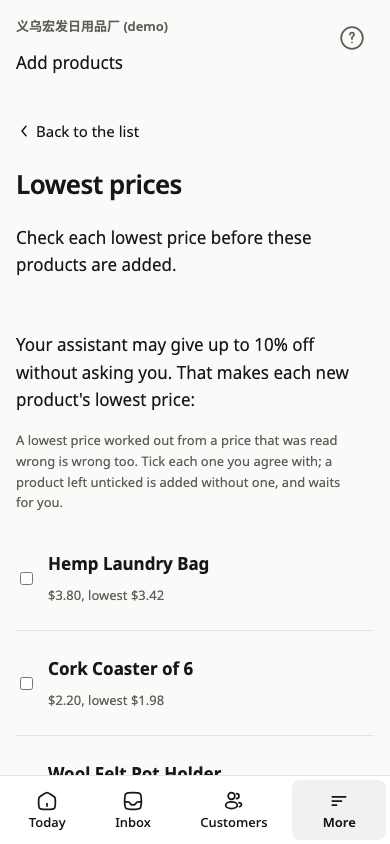 义乌宏发日用品厂 (demo)
Add products
Back to the list
Lowest prices
Check each lowest price before these
products are added.
Your assistant may give up to 10% off
without asking you. That makes each new
product's lowest price:
A lowest price worked out from a price that was read
wrong is wrong too. Tick each one you agree with; a
product left unticked is added without one, and waits
for you.
Hemp Laundry Bag
$3.80, lowest $3.42
Cork Coaster of 6
$2.20, lowest $1.98
Wool Felt Pot Holder
Today
Inbox
Customers
More